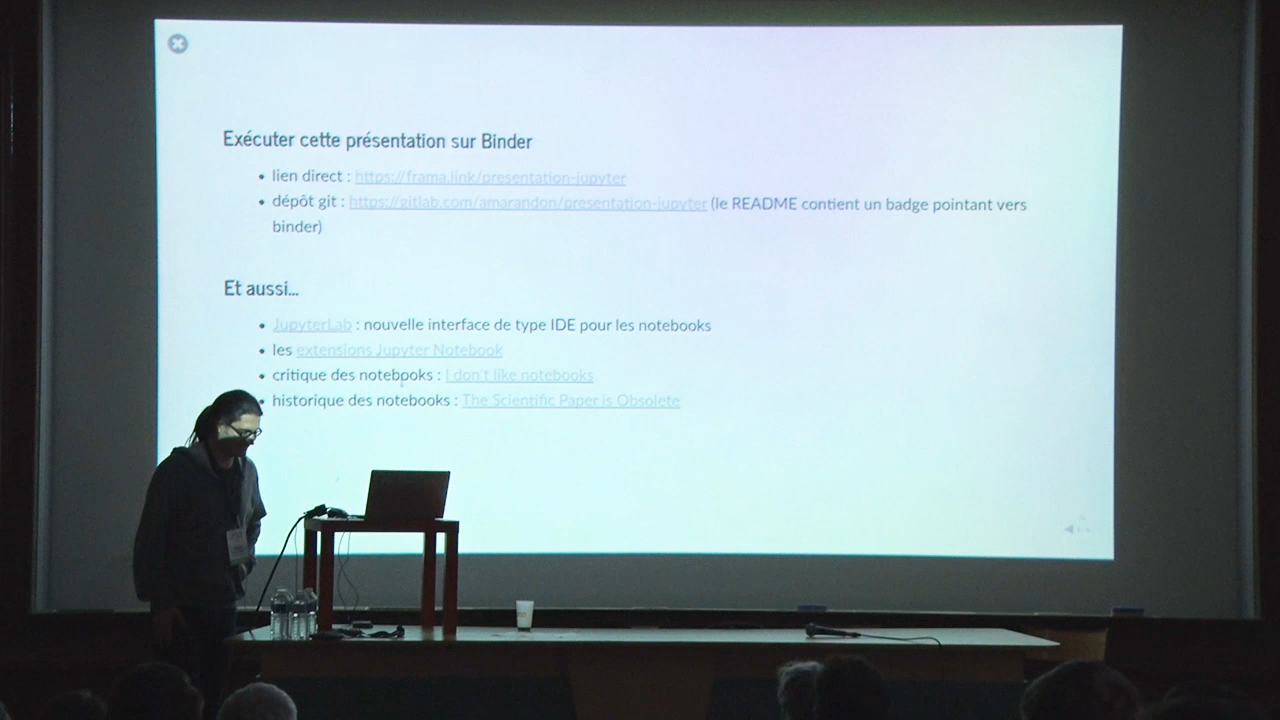 Exécuter cette présentation sur Binder
• lien direct : https://frama.link/presentation-jupyter
• dépôt git : https://gitlab.com/amarandon/presentation-jupyter (le README contient un badge pointant vers
binder)
Et aussi...
• JupyterLab : nouvelle interface de type IDE pour les notebooks
• les extensions Jupyter Notebook
• critique des notebooks : I don't like notebooks
• historique des notebooks : The Scientific Paper is Obsolete